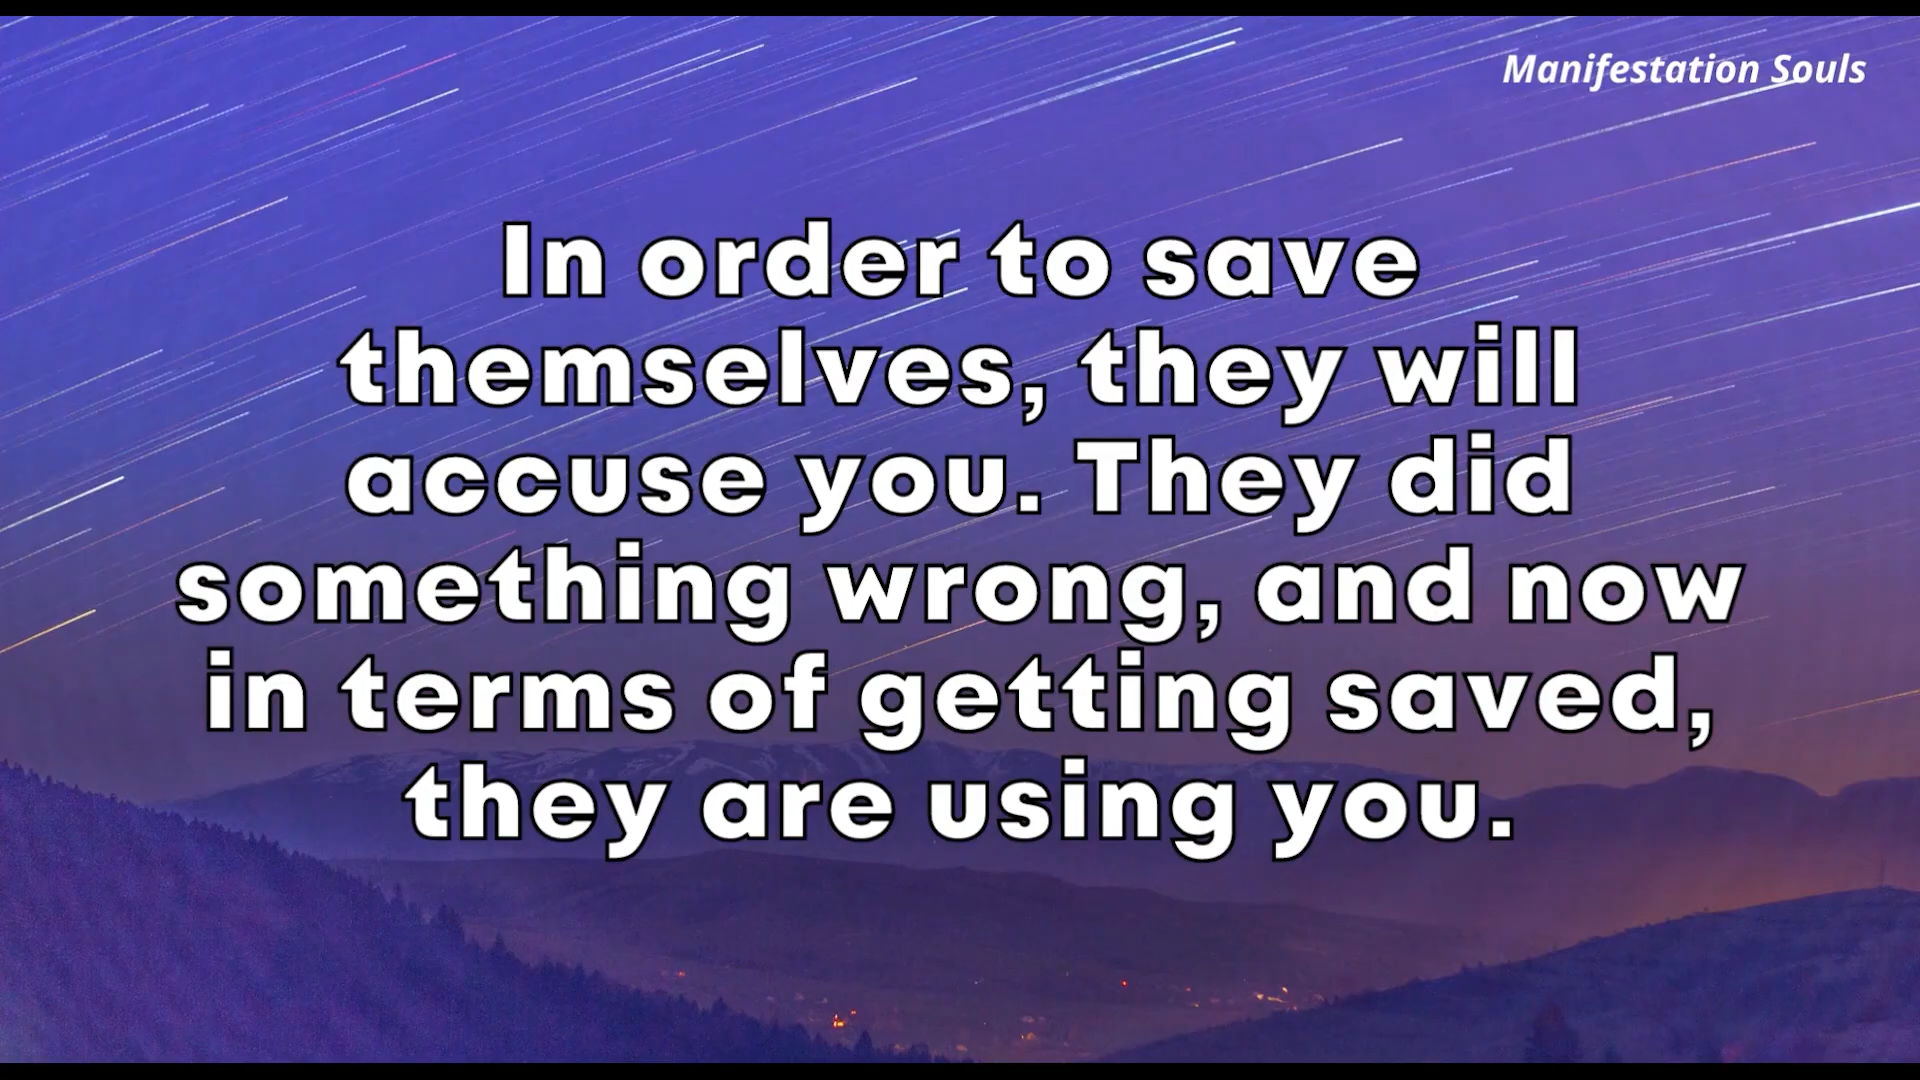 Manifestation Souls
In order to save
themselves, they will
accuse you. They did
something wrong, and now
in terms of getting saved,
they are using you.